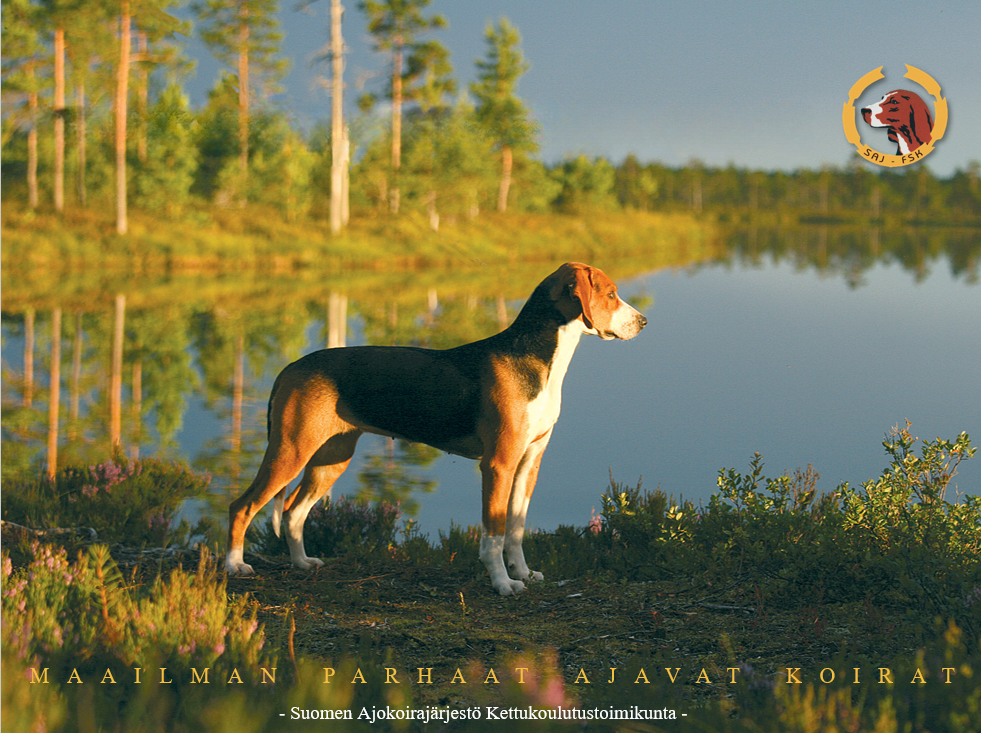 SAJ - FSK
MAAILMAN PARHAAT AJAVAT KOIRAT
- Suomen Ajokoirajärjestö Kettukoulutustoimikunta -